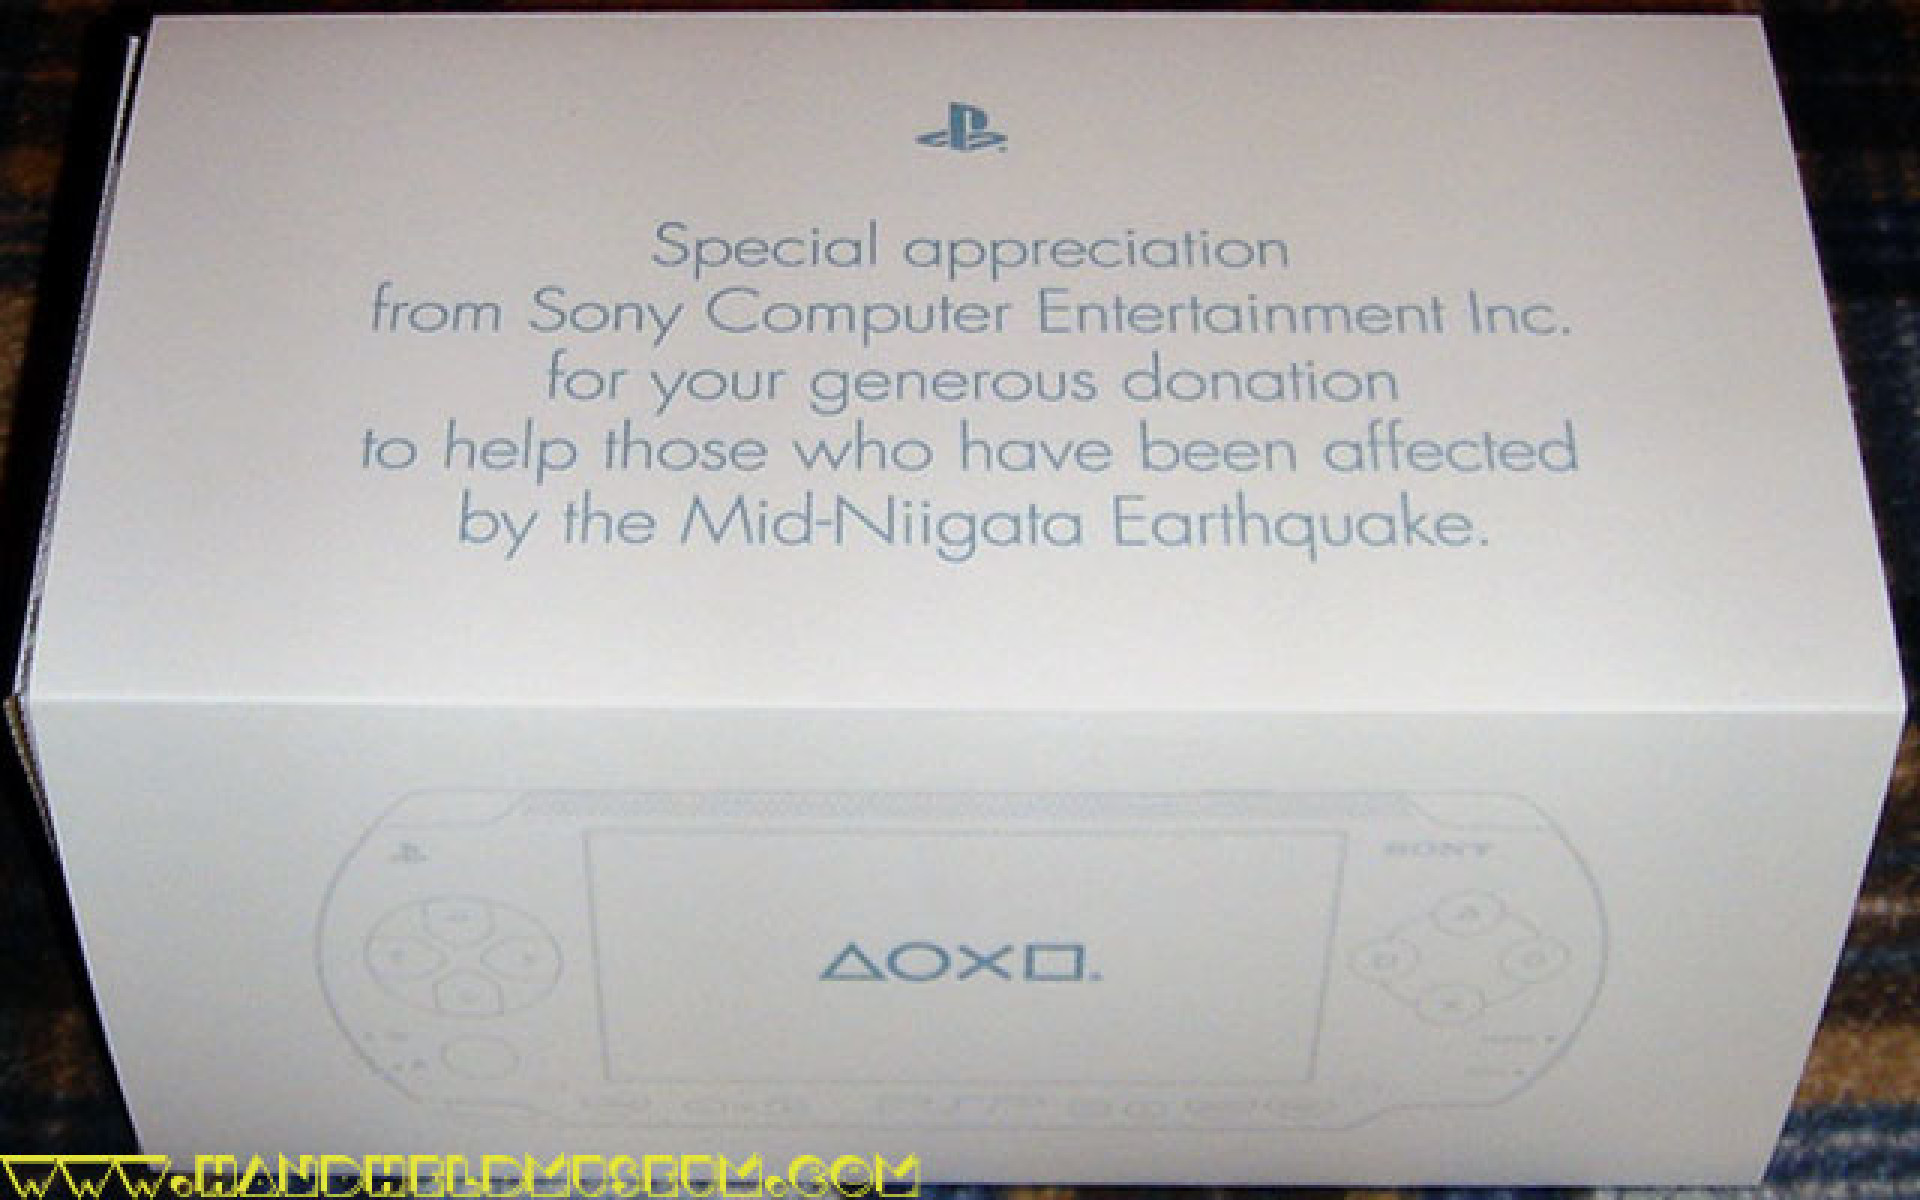 Special appreciation
from Sony Computer Entertainment Inc.
for your generous donation
to help those who have been affected
by the Mid-Niigata Earthquake.
SONY
PSP
WWW.HANDHELDMUSEUM.COM